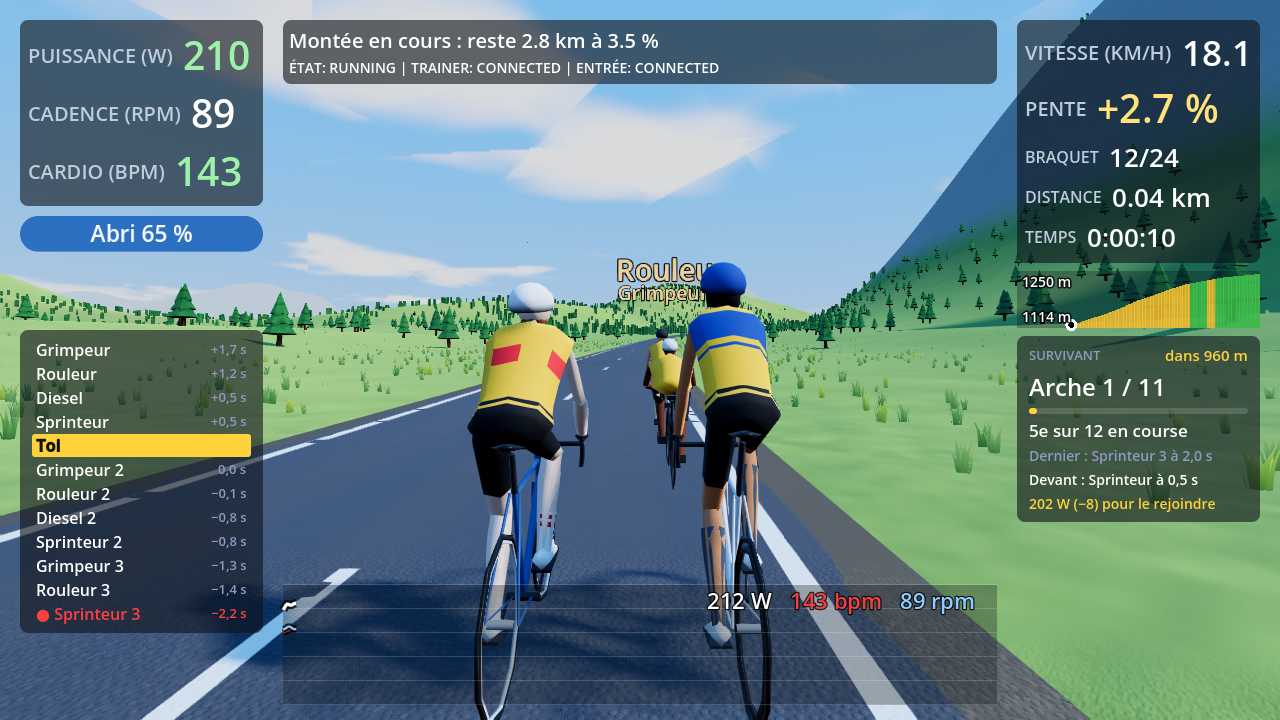 PUISSANCE (W) 210
CADENCE (RPM) 89
CARDIO (BPM) 143
Abri 65 %
Montée en cours : reste 2.8 km à 3.5 %
ÉTAT: RUNNING | TRAINER: CONNECTED | ENTRÉE: CONNECTED
VITESSE (KM/H) 18.1
PENTE +2.7 %
BRAQUET 12/24
DISTANCE 0.04 km
TEMPS 0:00:10
1250 m
1114 m
SURVIVANT dans 960 m
Arche 1 / 11
5e sur 12 en course
Dernier : Sprinteur 3 à 2,0 s
Devant : Sprinteur à 0,5 s
202 W (−8) pour le rejoindre
Rouleu
Grimpeur
Grimpeur +1,7 s
Rouleur +1,2 s
Diesel +0,5 s
Sprinteur +0,5 s
Toi
Grimpeur 2 0,0 s
Rouleur 2 −0,1 s
Diesel 2 −0,8 s
Sprinteur 2 −0,8 s
Grimpeur 3 −1,3 s
Rouleur 3 −1,4 s
Sprinteur 3 −2,2 s
212 W 143 bpm 89 rpm